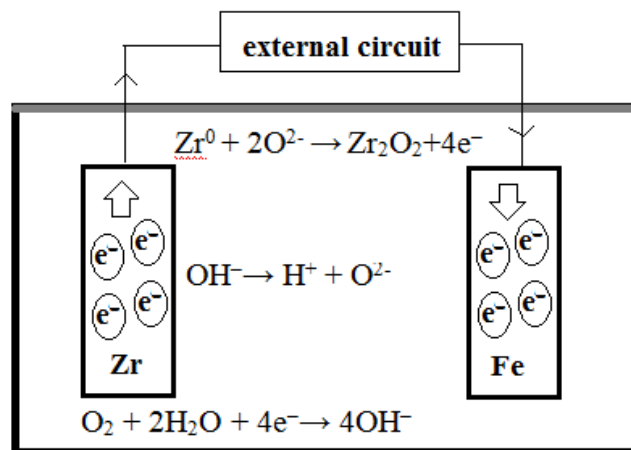 external circuit
Zr⁰ + 2O²⁻ → Zr₂O₂+4e⁻
e⁻ e⁻ e⁻ e⁻
OH⁻→ H⁺ + O²⁻
e⁻ e⁻ e⁻ e⁻
Zr
Fe
O₂ + 2H₂O + 4e⁻→ 4OH⁻